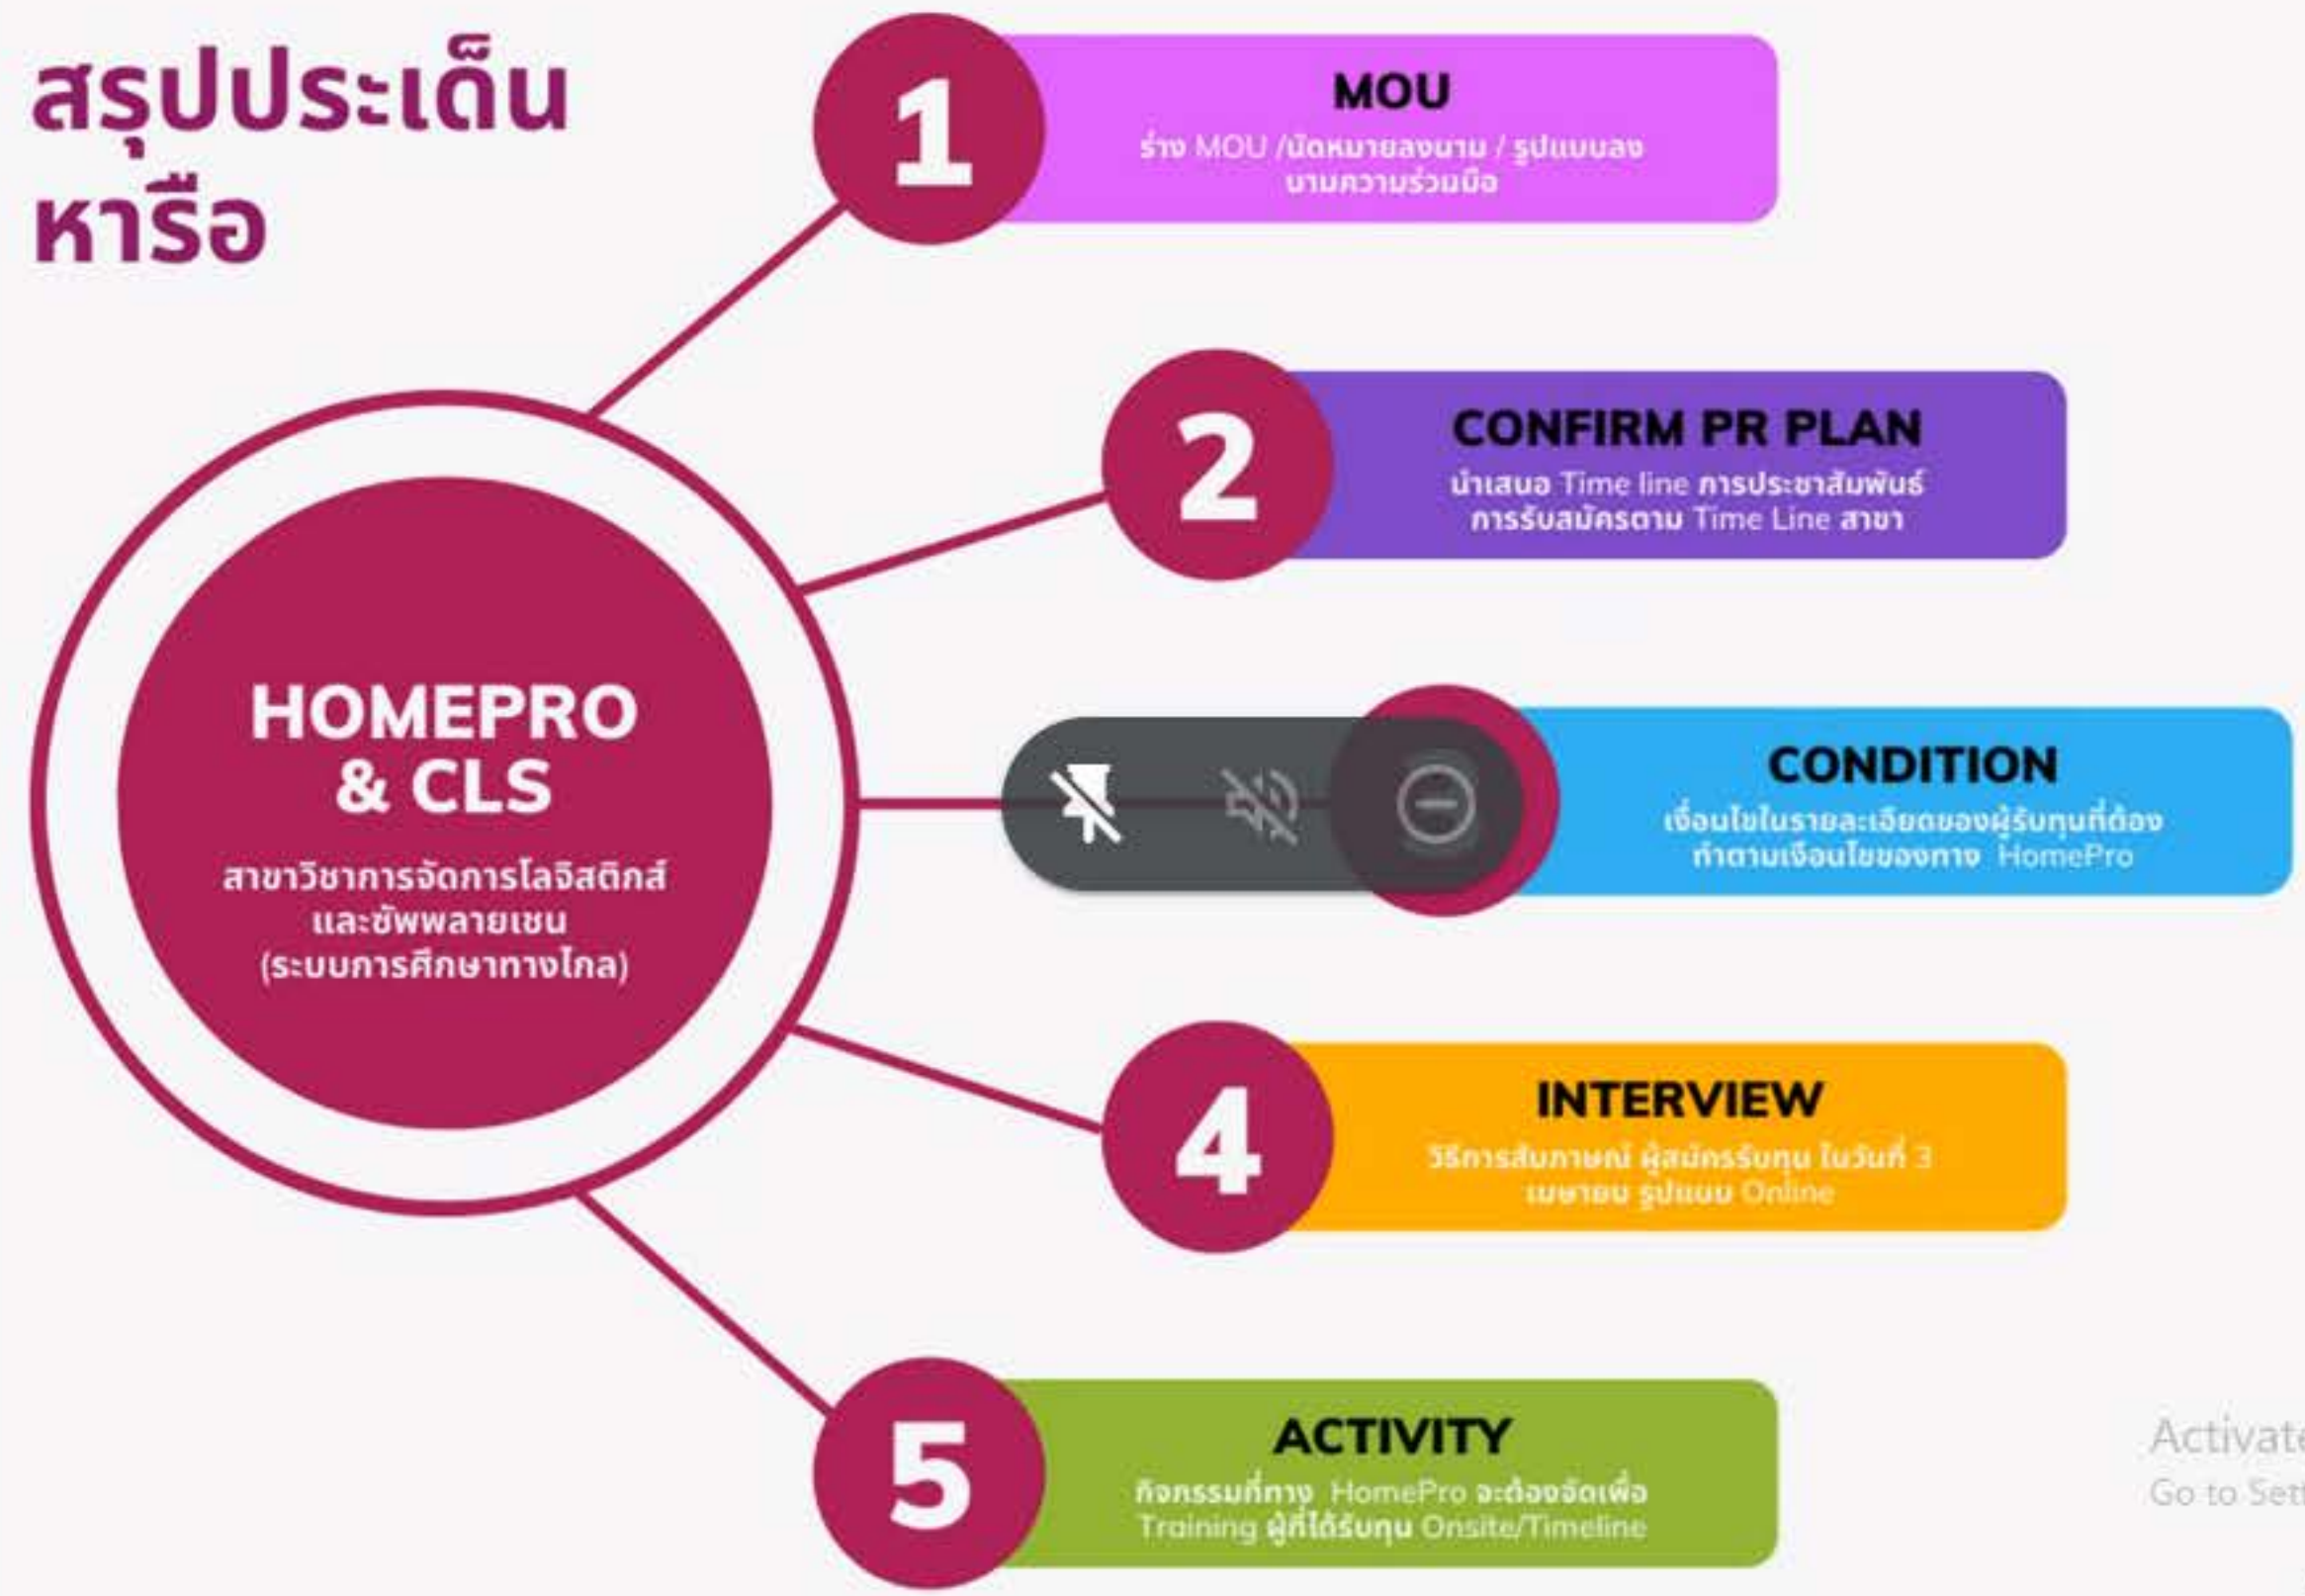 สรุปประเด็น
หารือ
1
MOU
ร่าง MOU /นัดหมายลงนาม / รูปแบบลง
นามความร่วมมือ
2
CONFIRM PR PLAN
นำเสนอ Time line การประชาสัมพันธ์
การรับสมัครตาม Time Line สาขา
HOMEPRO
& CLS
สาขาวิชาการจัดการโลจิสติกส์
และซัพพลายเชน
(ระบบการศึกษาทางไกล)
CONDITION
เงื่อนไขในรายละเอียดของผู้รับทุนที่ต้อง
ทำตามเงื่อนไขของทาง HomePro
4
INTERVIEW
วิธีการสัมภาษณ์ ผู้สมัครรับทุน ในวันที่ 3
เมษายน รูปแบบ Online
5
ACTIVITY
กิจกรรมที่ทาง HomePro จะต้องจัดเพื่อ
Training ผู้ที่ได้รับทุน Onsite/Timeline
Activate
Go to Sett